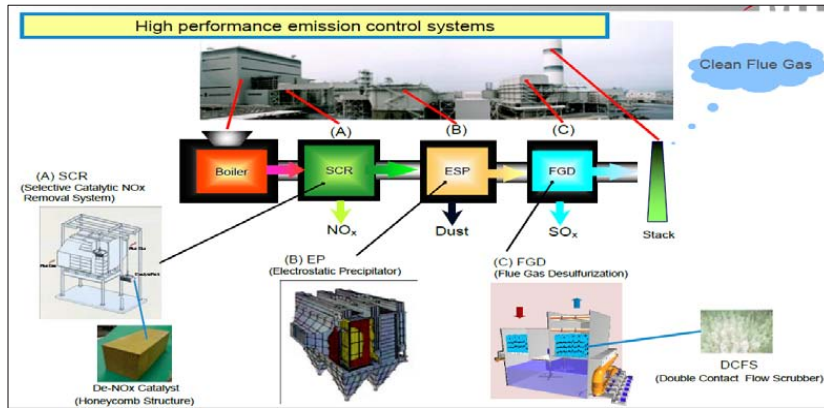 High performance emission control systems
Clean Flue Gas
(A)
(B)
(C)
Boiler
SCR
ESP
FGD
NOx
Dust
SOx
Stack
(A) SCR
(Selective Catalytic NOx
Removal System)
De-NOx Catalyst
(Honeycomb Structure)
(B) EP
(Electrostatic Precipitator)
(C) FGD
(Flue Gas Desulfurization)
DCFS
(Double Contact Flow Scrubber)